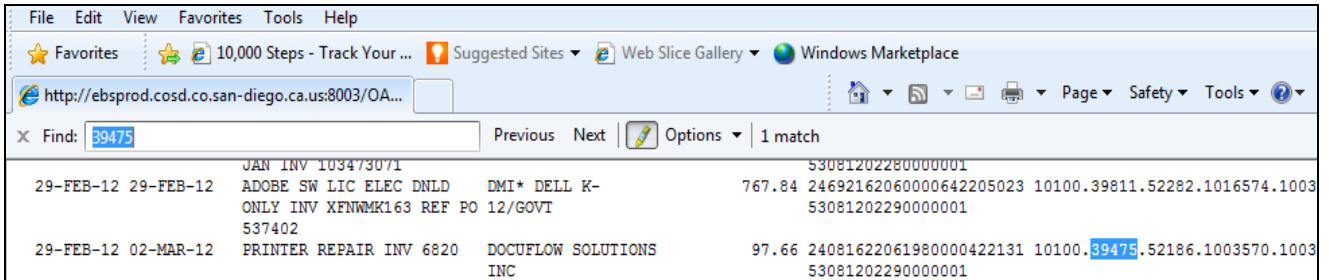 File Edit View Favorites Tools Help
Favorites 10,000 Steps - Track Your ... Suggested Sites Web Slice Gallery Windows Marketplace
http://ebsprod.cosd.co.san-diego.ca.us:8003/OA... Page Safety Tools
x Find: 39475 Previous Next Options 1 match
JAN INV 103473071 53081202280000001
29-FEB-12 29-FEB-12 ADOBE SW LIC ELEC DNLD DMI* DELL K- 767.84 24692162060000642205023 10100.39811.52282.1016574.1003
ONLY INV XFNWMK163 REF PO 12/GOVT 53081202290000001
537402
29-FEB-12 02-MAR-12 PRINTER REPAIR INV 6820 DOCUFLOW SOLUTIONS 97.66 24081622061980000422131 10100.39475.52186.1003570.1003
INC 53081202290000001